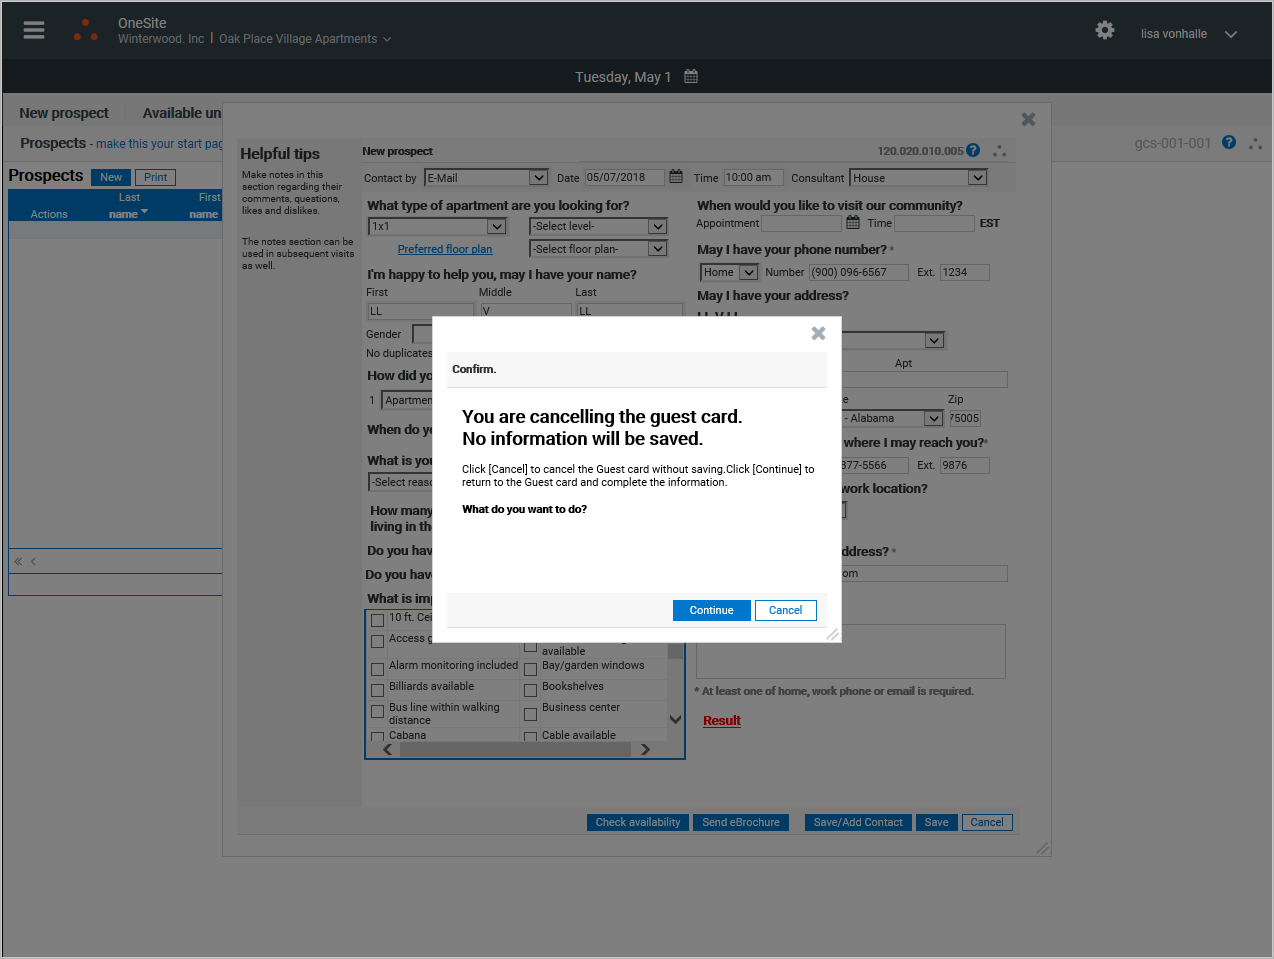 OneSite
Winterwood. Inc | Oak Place Village Apartments
lisa vonhalle
Tuesday, May 1
New prospect
Available un
Prospects - make this your start pag
gcs-001-001
Prospects
New
Print
Actions
Last name
First name
Helpful tips
Make notes in this
section regarding their
comments, questions,
likes and dislikes.
The notes section can be
used in subsequent visits
as well.
New prospect
120.020.010.005
Contact by E-Mail Date 05/07/2018 Time 10:00 am Consultant House
What type of apartment are you looking for?
1x1 -Select level-
Preferred floor plan -Select floor plan-
I'm happy to help you, may I have your name?
First Middle Last
LL V LL
Gender
No duplicates
How did yo
1 Apartmen
When do yo
What is you
-Select reaso
How many
living in the
Do you hav
Do you hav
What is imp
10 ft. Cei
Access g
available
Alarm monitoring included Bay/garden windows
Billiards available Bookshelves
Bus line within walking Business center
distance
Cabana Cable available
When would you like to visit our community?
Appointment Time EST
May I have your phone number? *
Home Number (900) 096-6567 Ext. 1234
May I have your address?
LL V LL
Apt
e Zip
- Alabama 75005
where I may reach you?*
877-5566 Ext. 9876
work location?
ddress? *
om
* At least one of home, work phone or email is required.
Result
Check availability Send eBrochure Save/Add Contact Save Cancel
Confirm.
You are cancelling the guest card.
No information will be saved.
Click [Cancel] to cancel the Guest card without saving.Click [Continue] to
return to the Guest card and complete the information.
What do you want to do?
Continue Cancel